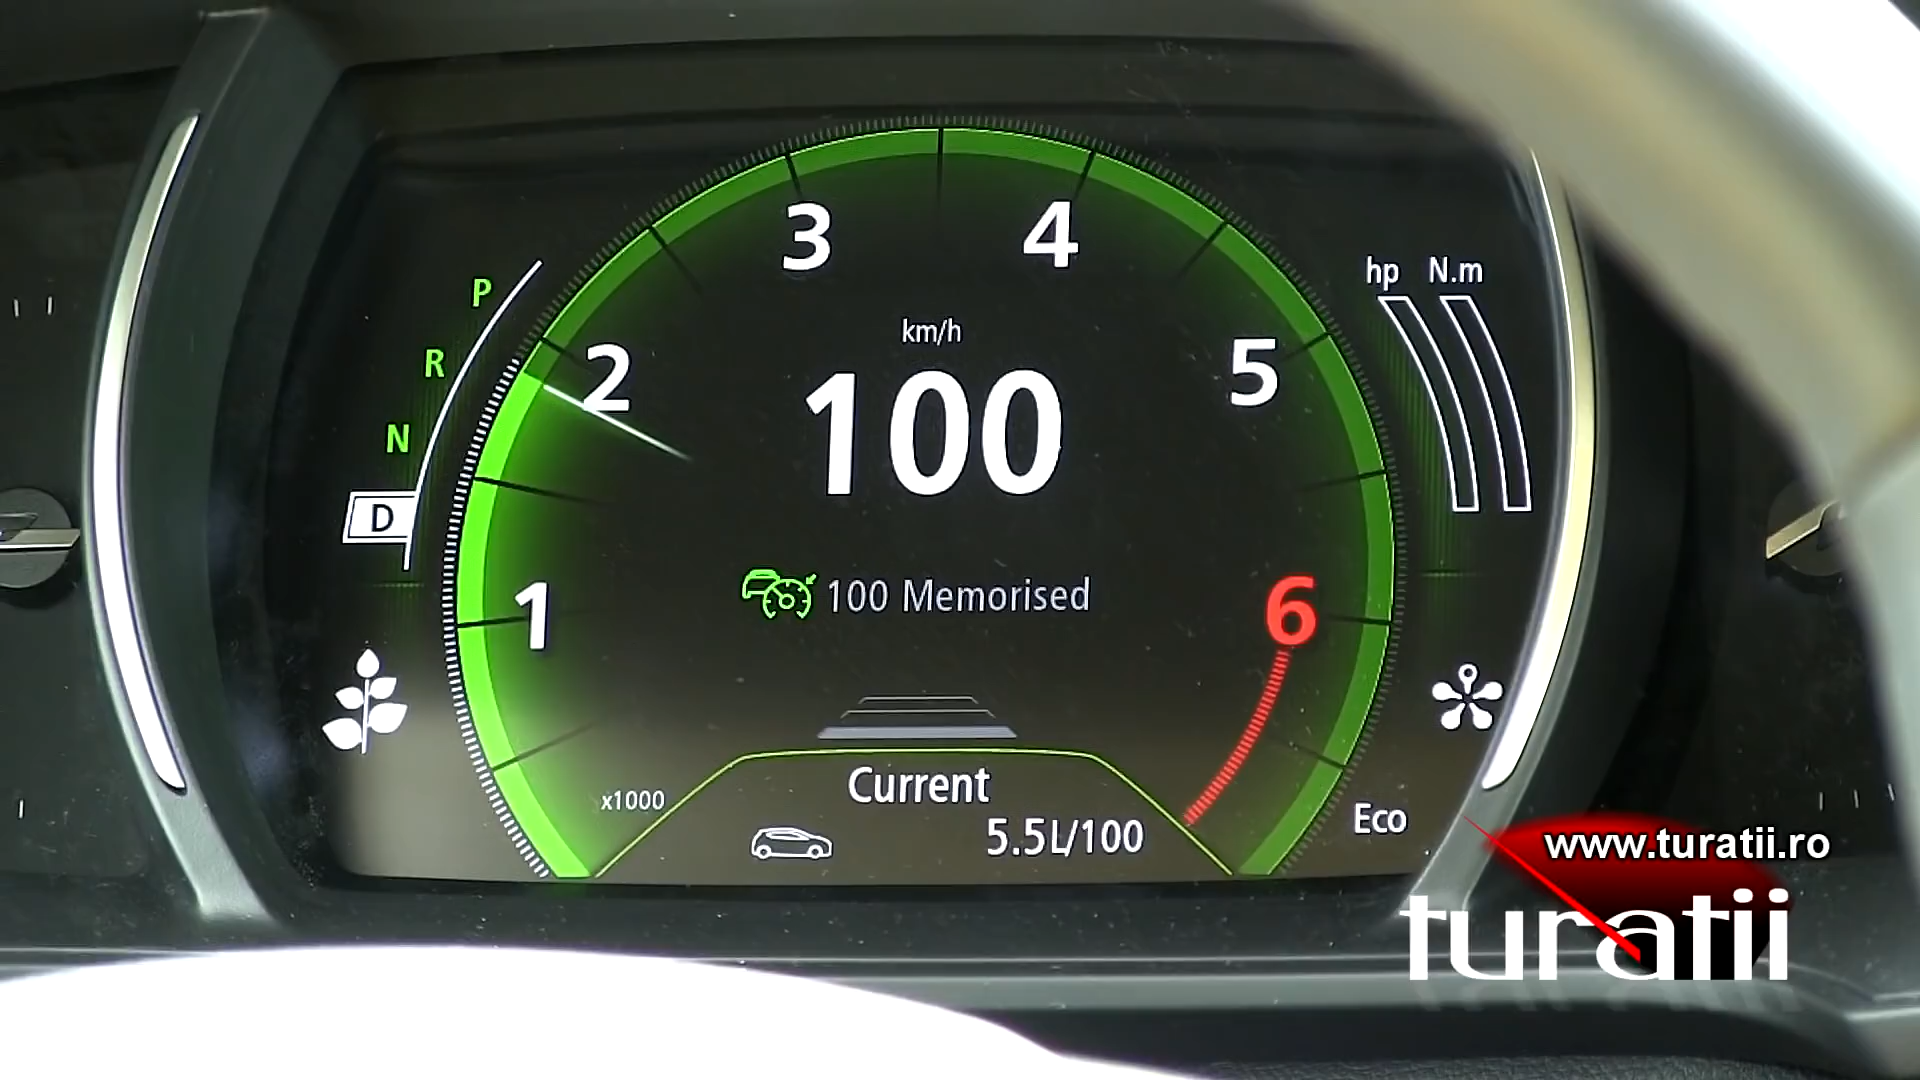 3
4
hp N.m
P
km/h
2
5
R
100
N
D
100 Memorised
1
6
x1000
Current
5.5L/100
Eco
www.turatii.ro
turatii